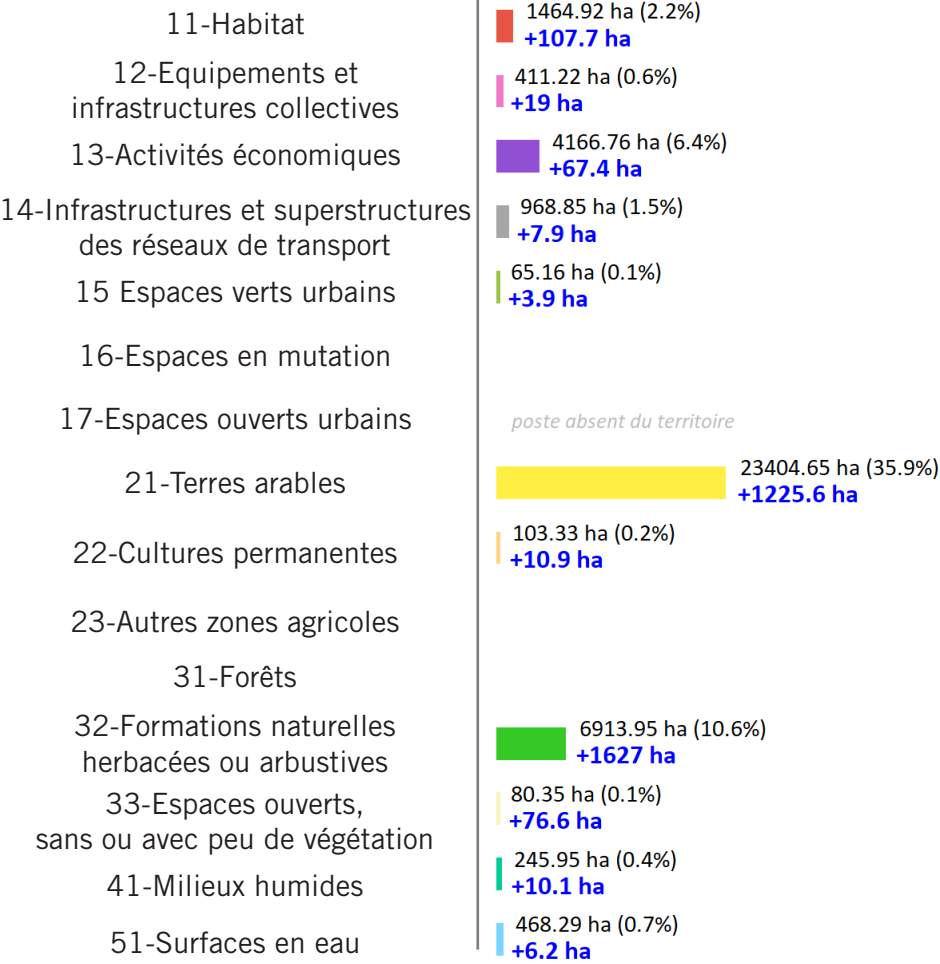 11-Habitat
1464.92 ha (2.2%)
+107.7 ha
12-Equipements et
infrastructures collectives
411.22 ha (0.6%)
+19 ha
13-Activités économiques
4166.76 ha (6.4%)
+67.4 ha
14-Infrastructures et superstructures
des réseaux de transport
968.85 ha (1.5%)
+7.9 ha
15 Espaces verts urbains
65.16 ha (0.1%)
+3.9 ha
16-Espaces en mutation
17-Espaces ouverts urbains
poste absent du territoire
21-Terres arables
23404.65 ha (35.9%)
+1225.6 ha
22-Cultures permanentes
103.33 ha (0.2%)
+10.9 ha
23-Autres zones agricoles
31-Forêts
32-Formations naturelles
herbacées ou arbustives
6913.95 ha (10.6%)
+1627 ha
33-Espaces ouverts,
sans ou avec peu de végétation
80.35 ha (0.1%)
+76.6 ha
41-Milieux humides
245.95 ha (0.4%)
+10.1 ha
51-Surfaces en eau
468.29 ha (0.7%)
+6.2 ha